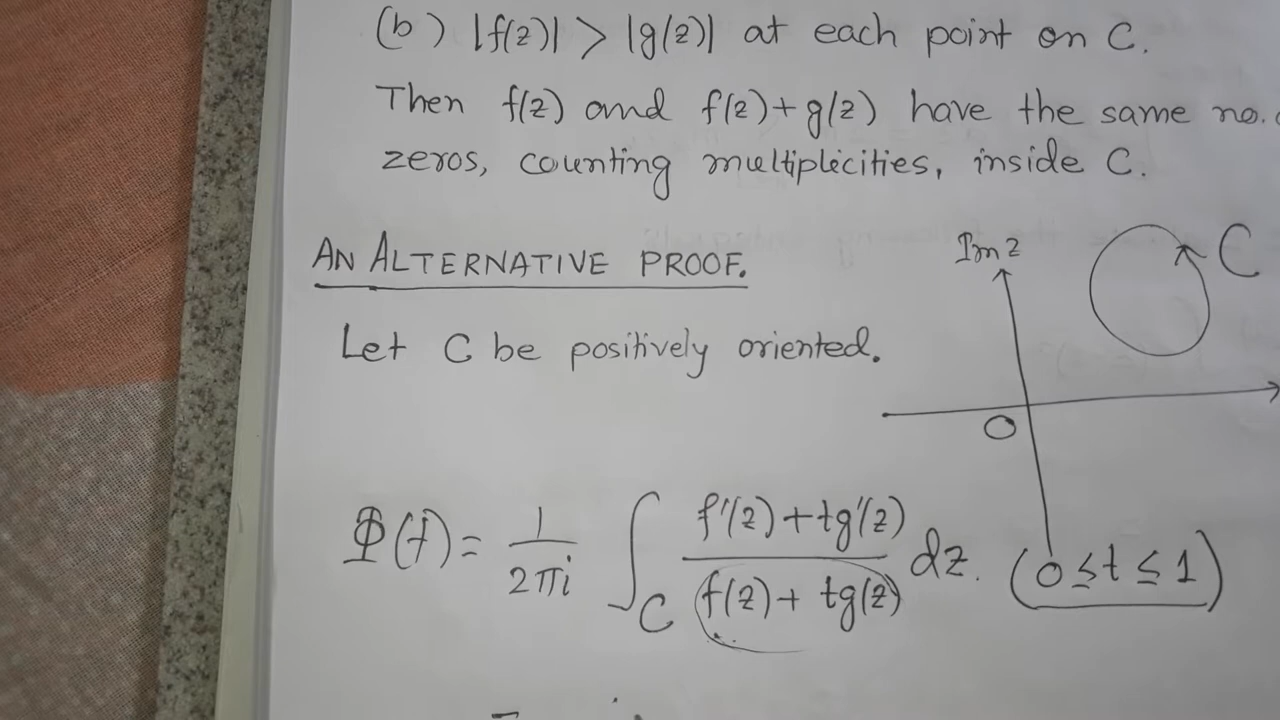 (b) |f(z)| > |g(z)| at each point on C.
Then f(z) and f(z)+g(z) have the same no.
zeros, counting multiplicities, inside C.
AN ALTERNATIVE PROOF.
Im z
C
Let C be positively oriented.
O
Φ(t) = 1/2πi ∫_C f'(z)+tg'(z)/f(z)+tg(z) dz. (0≤t≤1)